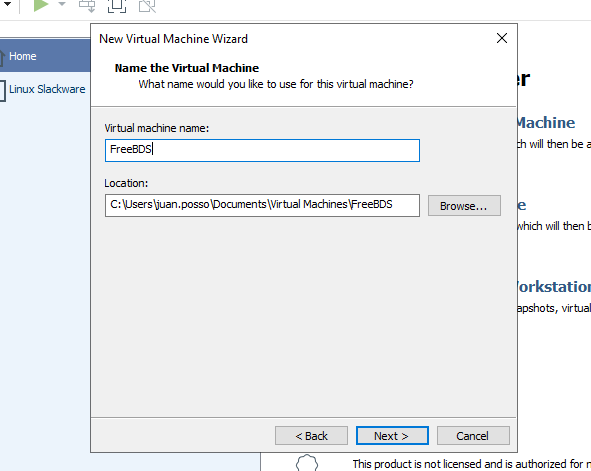 New Virtual Machine Wizard
Home
Name the Virtual Machine
What name would you like to use for this virtual machine?
Linux Slackware
er
Machine
ch will then be a
Virtual machine name:
FreeBDS
Location:
C:\Users\juan.posso\Documents\Virtual Machines\FreeBDS
Browse...
e
which will then b
Workstation
apshots, virtual
< Back
Next >
Cancel
This product is not licensed and is authorized for n